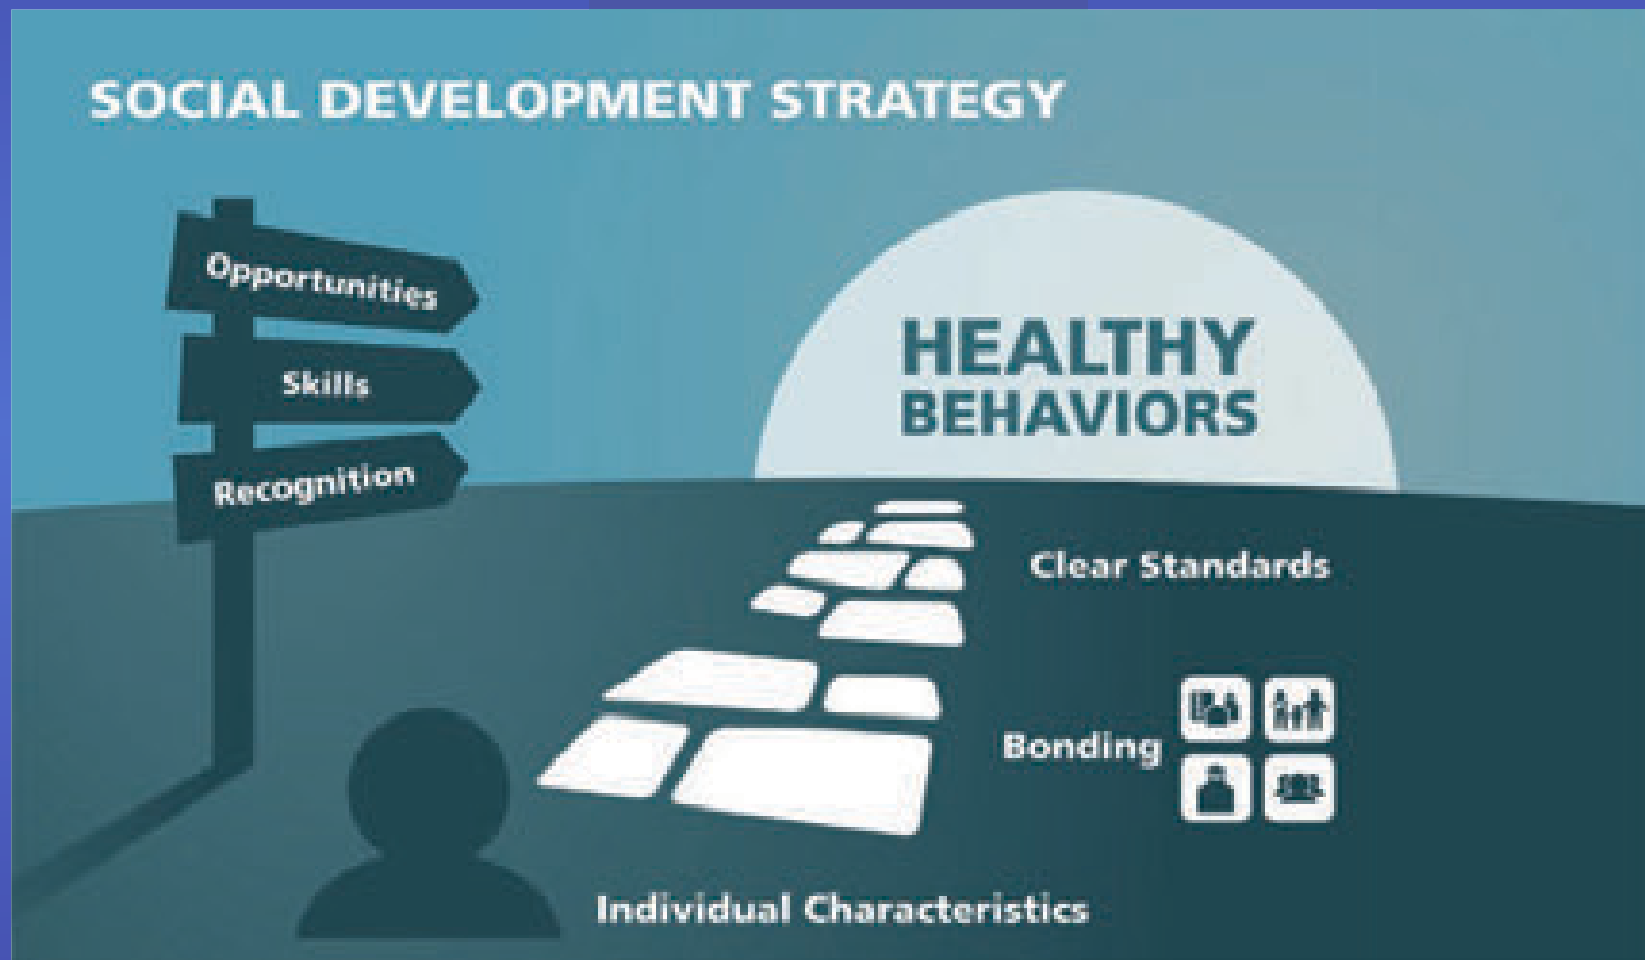 SOCIAL DEVELOPMENT STRATEGY
Opportunities
Skills
Recognition
HEALTHY
BEHAVIORS
Clear Standards
Bonding
Individual Characteristics